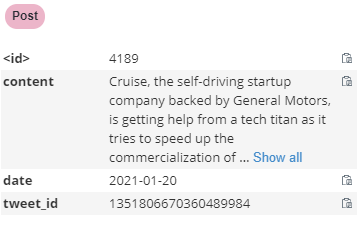 Post
<id> 4189
content Cruise, the self-driving startup
company backed by General Motors,
is getting help from a tech titan as it
tries to speed up the
commercialization of ... Show all
date 2021-01-20
tweet_id 1351806670360489984